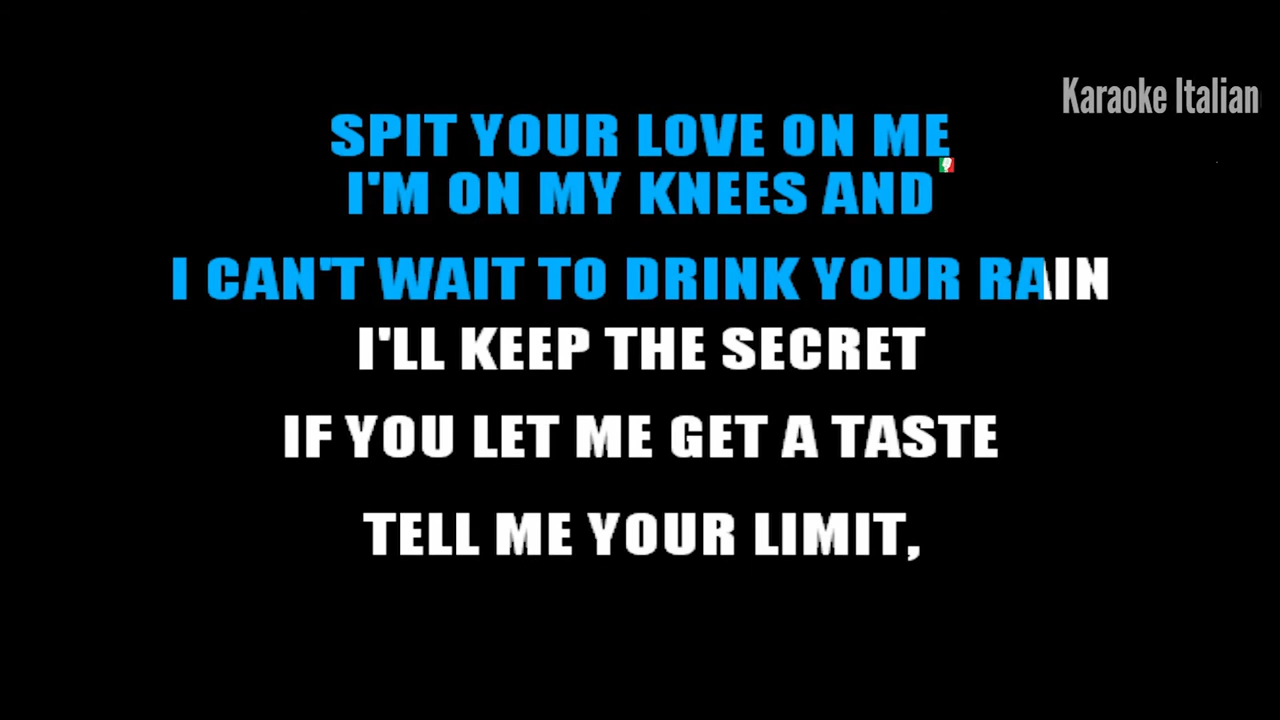 Karaoke Italian
SPIT YOUR LOVE ON ME
I'M ON MY KNEES AND
I CAN'T WAIT TO DRINK YOUR RAIN
I'LL KEEP THE SECRET
IF YOU LET ME GET A TASTE
TELL ME YOUR LIMIT,